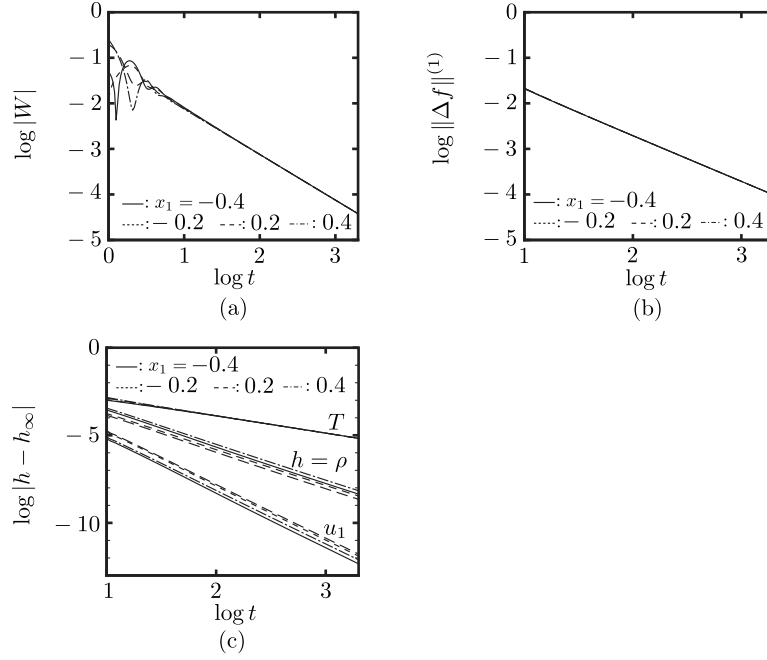 0
− 1
− 2
− 3
− 4
− 5
log |W|
—: x₁ = −0.4
·····: − 0.2 - - -: 0.2 -·-·-: 0.4
0 1 2 3
log t
(a)
0
− 1
− 2
− 3
− 4
− 5
log ‖Δf‖⁽¹⁾
—: x₁ = −0.4
·····: − 0.2 - - -: 0.2 -·-·-: 0.4
1 2 3
log t
(b)
0
− 5
− 10
log |h − h∞|
—: x₁ = −0.4
·····: − 0.2 - - -: 0.2 -·-·-: 0.4
T
h = ρ
u₁
1 2 3
log t
(c)